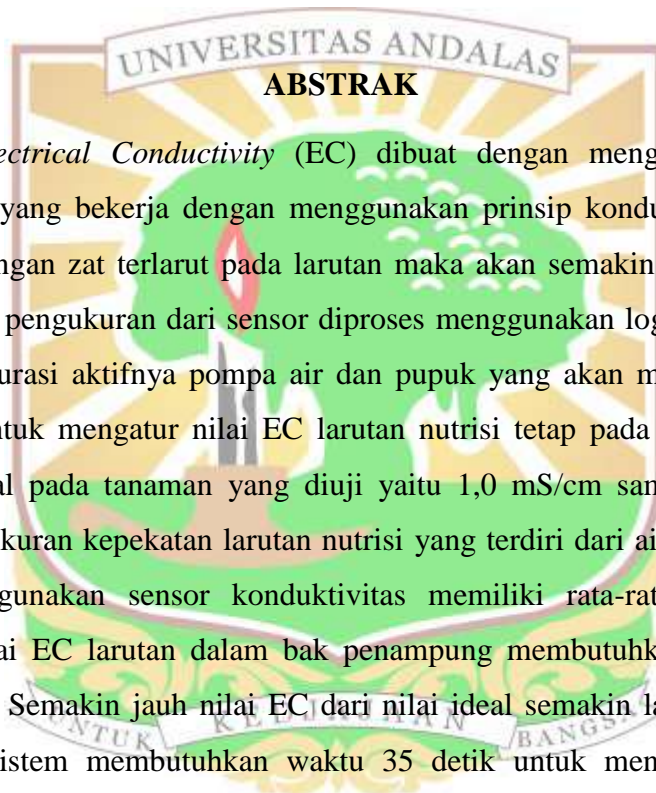 UNIVERSITAS ANDALAS
ABSTRAK
ectrical Conductivity (EC) dibuat dengan meng
yang bekerja dengan menggunakan prinsip kondu
ngan zat terlarut pada larutan maka akan semakin
pengukuran dari sensor diproses menggunakan log
urasi aktifnya pompa air dan pupuk yang akan m
tuk mengatur nilai EC larutan nutrisi tetap pada
al pada tanaman yang diuji yaitu 1,0 mS/cm san
kuran kepekatan larutan nutrisi yang terdiri dari ai
gunakan sensor konduktivitas memiliki rata-rat
ai EC larutan dalam bak penampung membutuhk
Semakin jauh nilai EC dari nilai ideal semakin la
UNTUK KEDJAJAAN BANGSA
istem membutuhkan waktu 35 detik untuk men